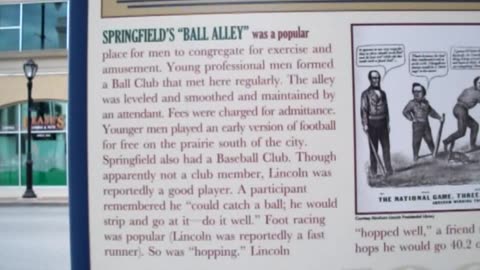 SPRINGFIELD'S "BALL ALLEY" was a popular
place for men to congregate for exercise and
amusement. Young professional men formed
a Ball Club that met here regularly. The alley
was leveled and smoothed and maintained by
an attendant. Fees were charged for admittance.
Younger men played an early version of football
for free on the prairie south of the city.
Springfield also had a Baseball Club. Though
apparently not a club member, Lincoln was
reportedly a good player. A participant
remembered he "could catch a ball; he would
strip and go at it—do it well." Foot racing
was popular (Lincoln was reportedly a fast
runner). So was "hopping." Lincoln
THE NATIONAL GAME. THREE
Courtesy Abraham Lincoln Presidential Library
"hopped well," a friend
hops he would go 40.2